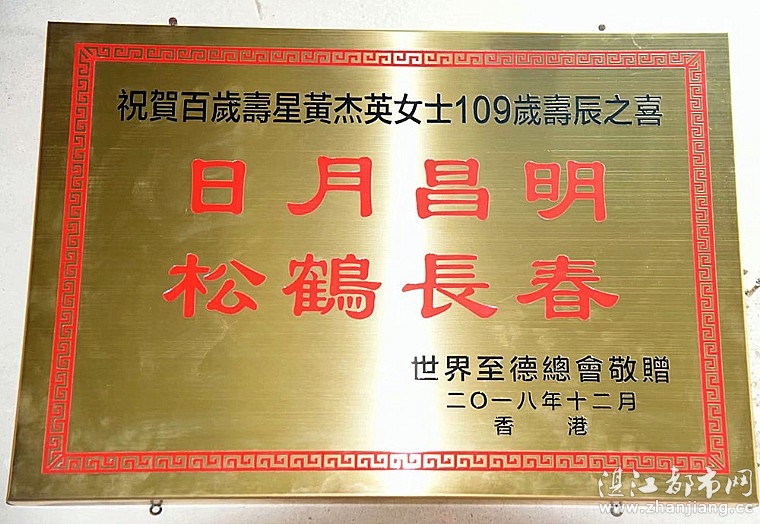 祝賀百歲壽星黃杰英女士109歲壽辰之喜
日月昌明
松鶴長春
世界至德總會敬贈
二〇一八年十二月
香 港
湛江都市网
www.zhanjiang.cc